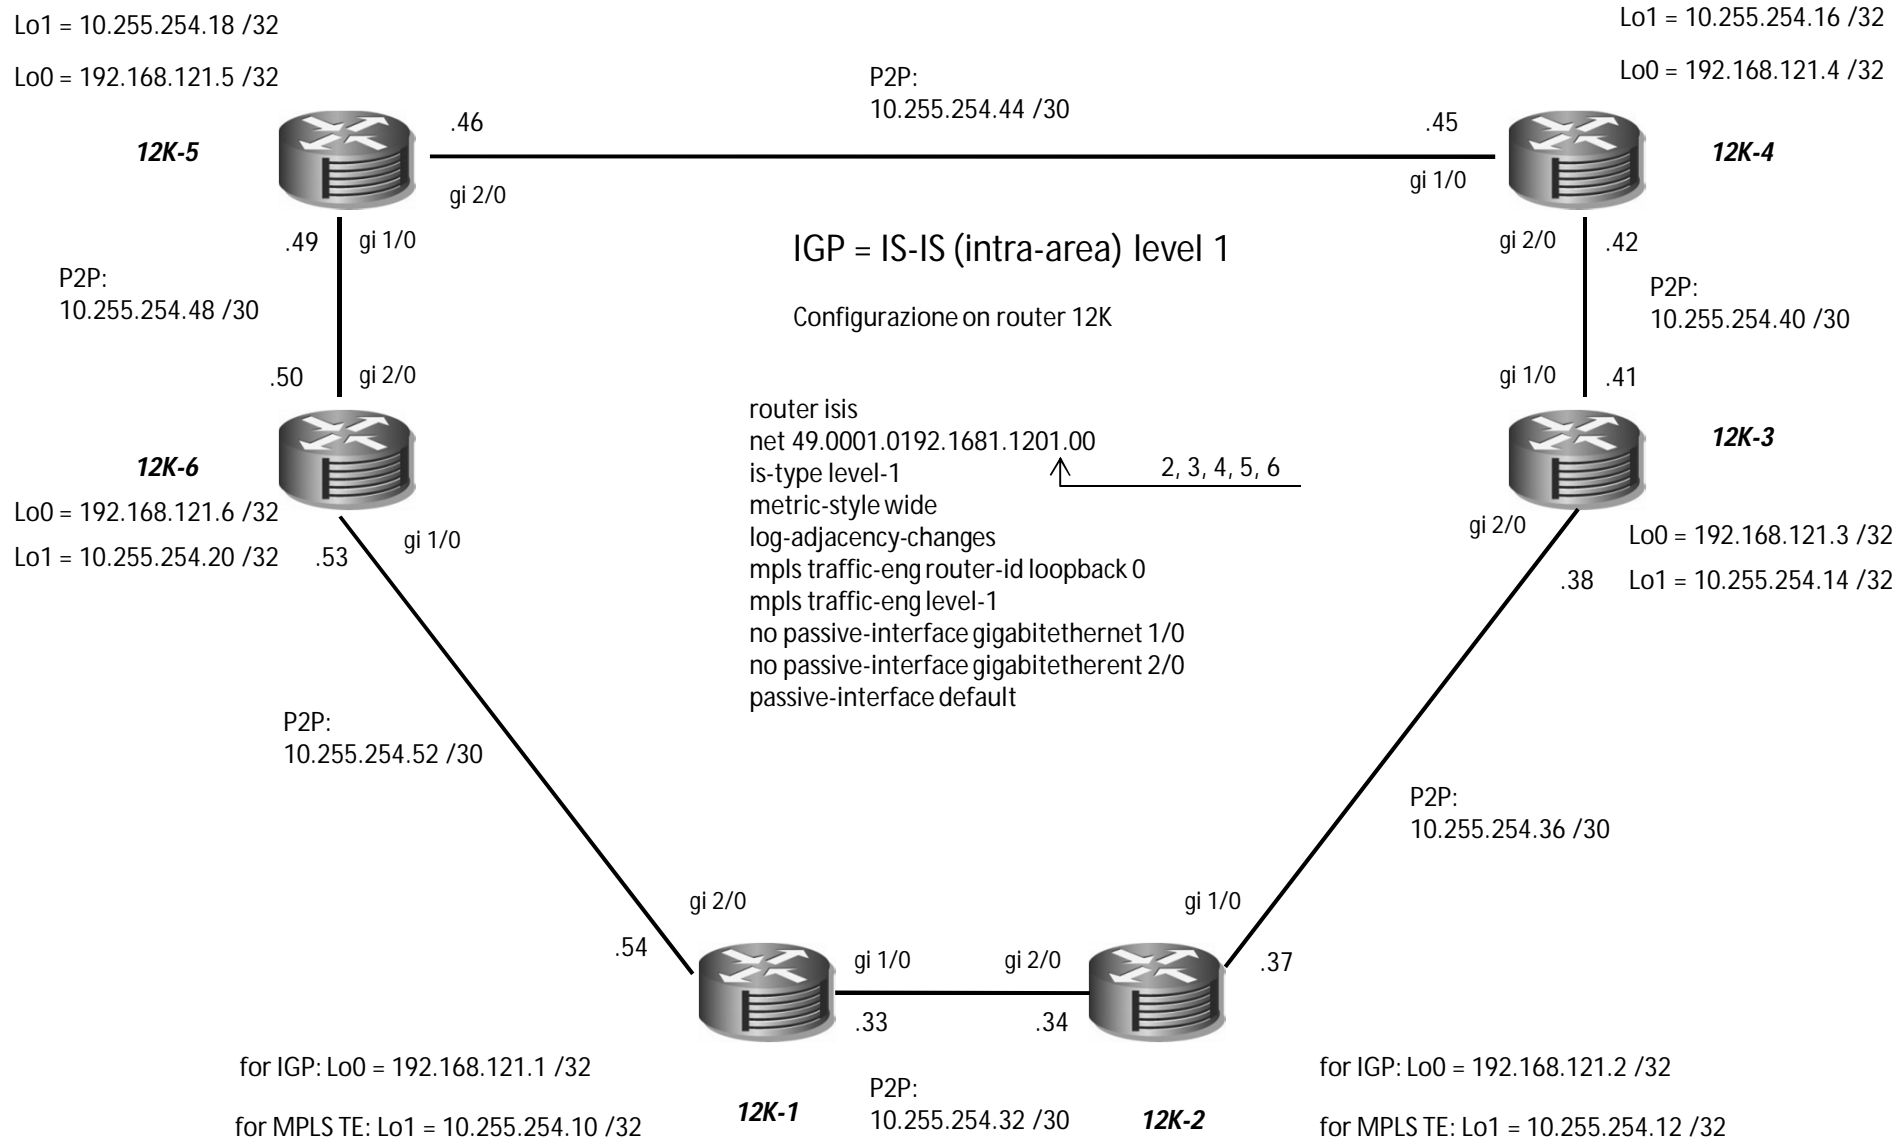 Lo1 = 10.255.254.18 /32
Lo0 = 192.168.121.5 /32
12K-5
.46
gi 2/0
P2P:
10.255.254.44 /30
Lo1 = 10.255.254.16 /32
Lo0 = 192.168.121.4 /32
.45
gi 1/0
12K-4
.49
gi 1/0
P2P:
10.255.254.48 /30
.50
gi 2/0
IGP = IS-IS (intra-area) level 1
Configurazione on router 12K
gi 2/0
.42
P2P:
10.255.254.40 /30
gi 1/0
.41
12K-6
Lo0 = 192.168.121.6 /32
Lo1 = 10.255.254.20 /32
gi 1/0
.53
router isis
net 49.0001.0192.1681.1201.00
is-type level-1
2, 3, 4, 5, 6
metric-style wide
log-adjacency-changes
mpls traffic-eng router-id loopback 0
mpls traffic-eng level-1
no passive-interface gigabitethernet 1/0
no passive-interface gigabitetherent 2/0
passive-interface default
12K-3
gi 2/0
Lo0 = 192.168.121.3 /32
.38
Lo1 = 10.255.254.14 /32
P2P:
10.255.254.52 /30
P2P:
10.255.254.36 /30
gi 2/0
.54
gi 1/0
.33
gi 2/0
.34
gi 1/0
.37
for IGP: Lo0 = 192.168.121.1 /32
for MPLS TE: Lo1 = 10.255.254.10 /32
12K-1
P2P:
10.255.254.32 /30
12K-2
for IGP: Lo0 = 192.168.121.2 /32
for MPLS TE: Lo1 = 10.255.254.12 /32